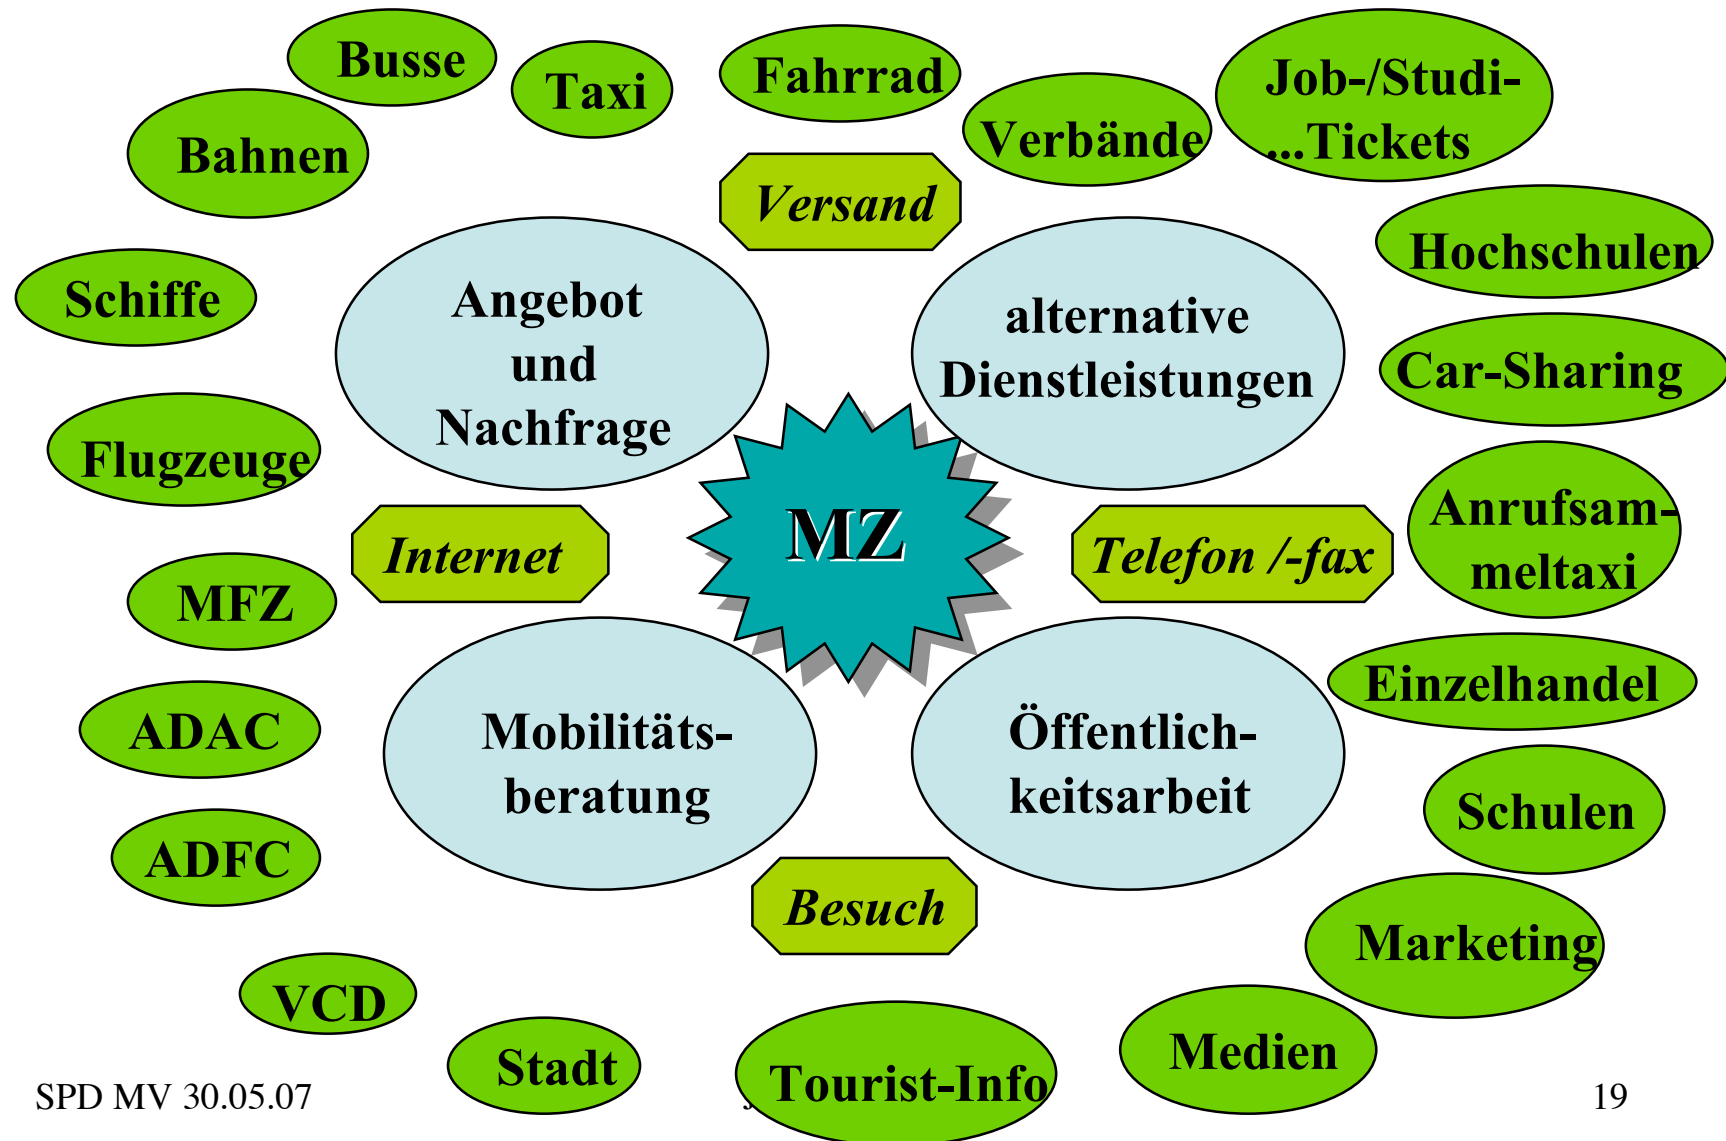 Busse
Taxi
Fahrrad
Job-/Studi-
...Tickets
Verbände
Bahnen
Versand
Hochschulen
Schiffe
Angebot
und
Nachfrage
alternative
Dienstleistungen
Car-Sharing
Flugzeuge
Anrufsam-
meltaxi
Internet
MZ
Telefon /-fax
MFZ
Einzelhandel
ADAC
Mobilitäts-
beratung
Öffentlich-
keitsarbeit
Schulen
ADFC
Besuch
Marketing
VCD
Stadt
Tourist-Info
Medien
SPD MV 30.05.07
19